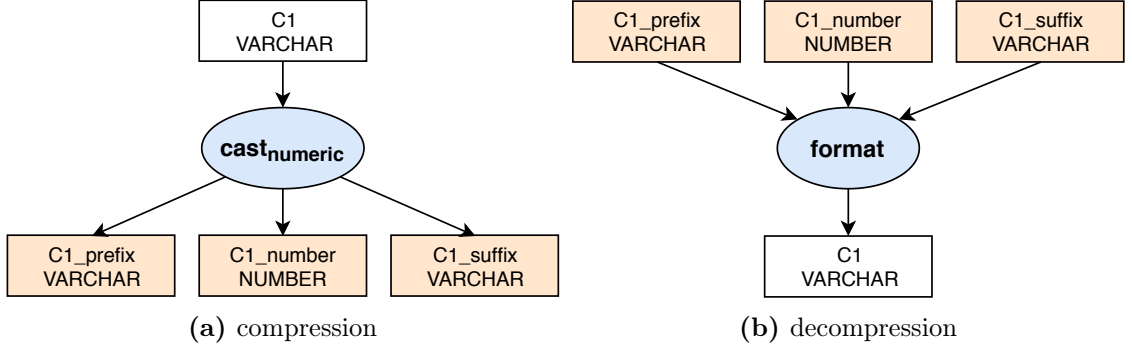 C1
VARCHAR
castnumeric
C1_prefix
VARCHAR
C1_number
NUMBER
C1_suffix
VARCHAR
(a) compression
C1_prefix
VARCHAR
C1_number
NUMBER
C1_suffix
VARCHAR
format
C1
VARCHAR
(b) decompression